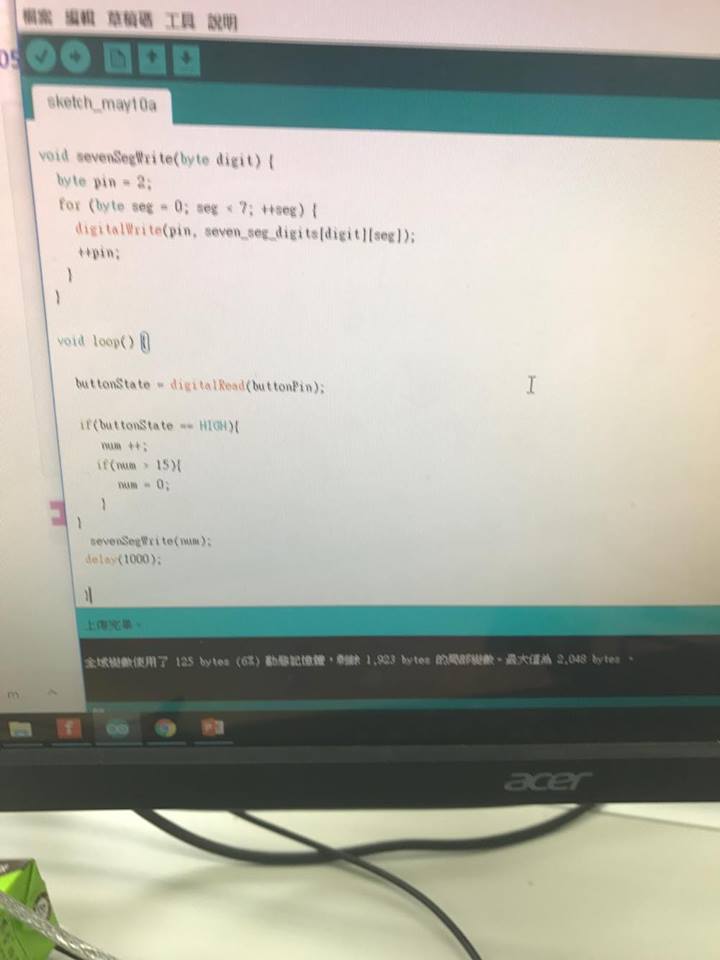 檔案 編輯 草稿碼 工具 說明
05
sketch_may10a
void sevenSegWrite(byte digit) {
byte pin = 2;
for (byte seg = 0; seg < 7; ++seg) {
digitalWrite(pin, seven_seg_digits[digit][seg]);
++pin;
}
}
void loop() {
buttonState = digitalRead(buttonPin);
if(buttonState == HIGH){
num ++;
if(num > 15){
num = 0;
}
}
sevenSegWrite(num);
delay(1000);
}
上傳完畢。
全域變數使用了 125 bytes (6%) 動態記憶體,剩餘 1,923 bytes 的局部變數。最大值為 2,048 bytes 。
acer